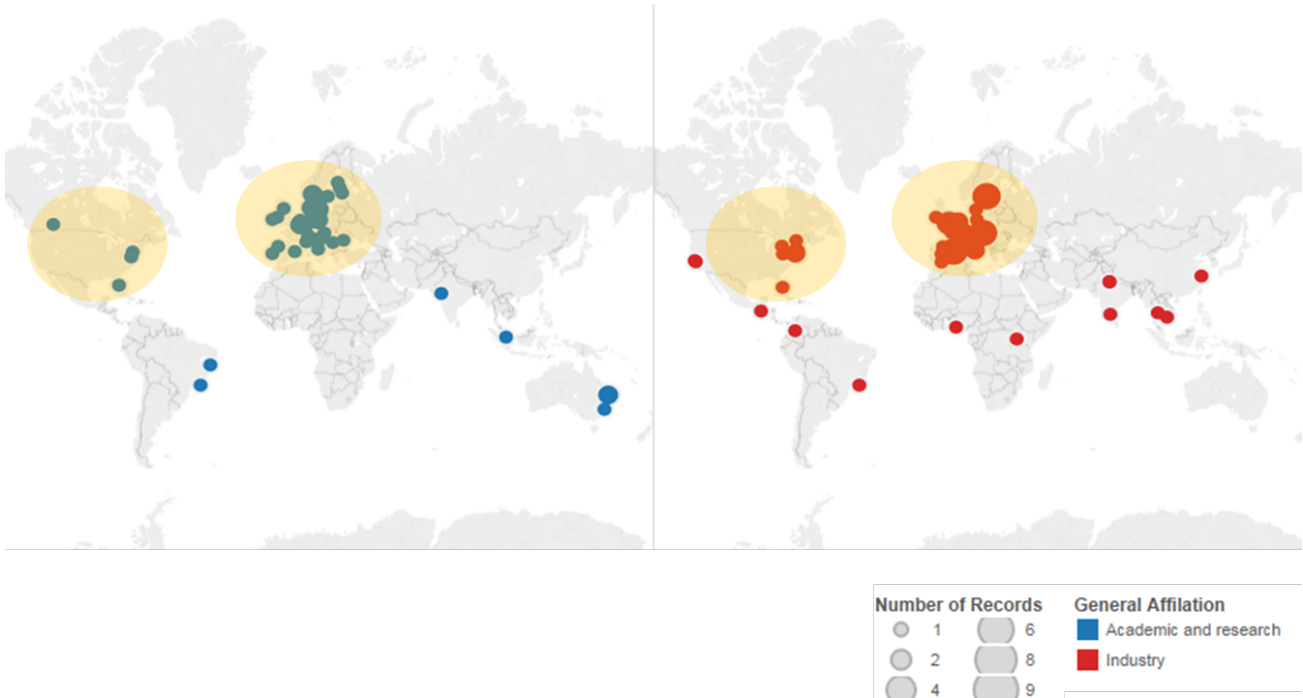 Number of Records
1 6
2 8
4 9
General Affilation
Academic and research
Industry